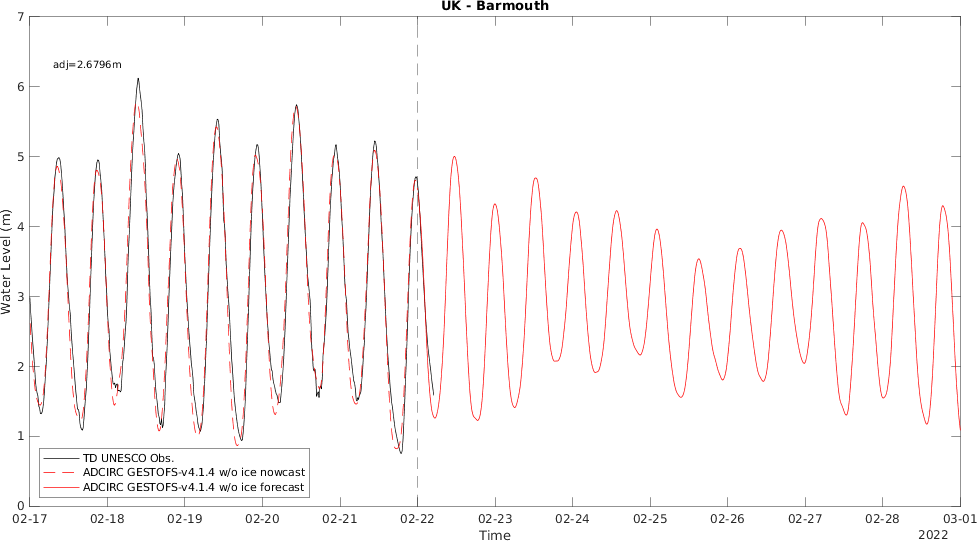 UK - Barmouth
7
adj=2.6796m
6
5
4
3
2
1
0
Water Level (m)
TD UNESCO Obs.
ADCIRC GESTOFS-v4.1.4 w/o ice nowcast
ADCIRC GESTOFS-v4.1.4 w/o ice forecast
02-17 02-18 02-19 02-20 02-21 02-22 02-23 02-24 02-25 02-26 02-27 02-28 03-01
Time
2022